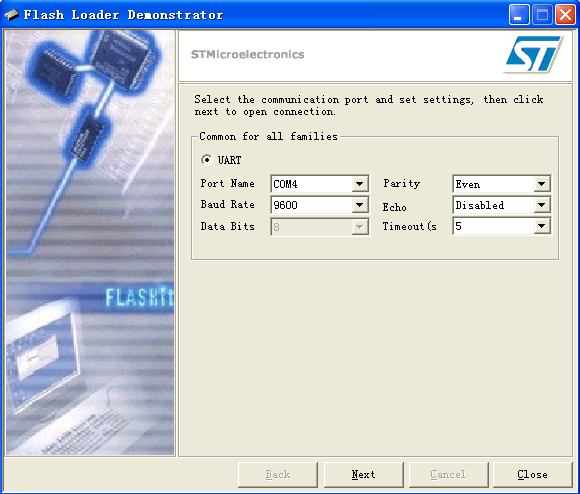 Flash Loader Demonstrator
STMicroelectronics
ST
Select the communication port and set settings, then click
next to open connection.
Common for all families
UART
Port Name COM4 Parity Even
Baud Rate 9600 Echo Disabled
Data Bits 8 Timeout(s 5
FLASHit
Back Next Cancel Close